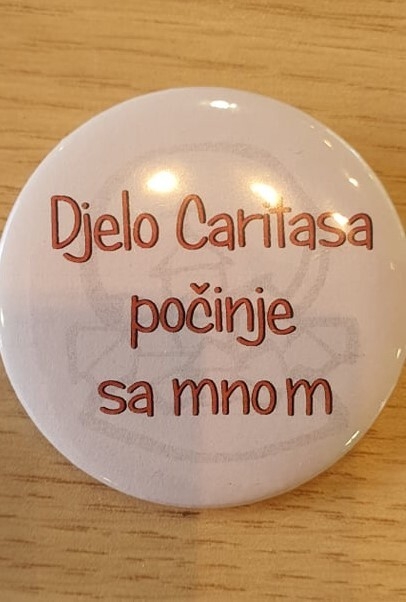 Djelo Caritasa
počinje
sa mnom